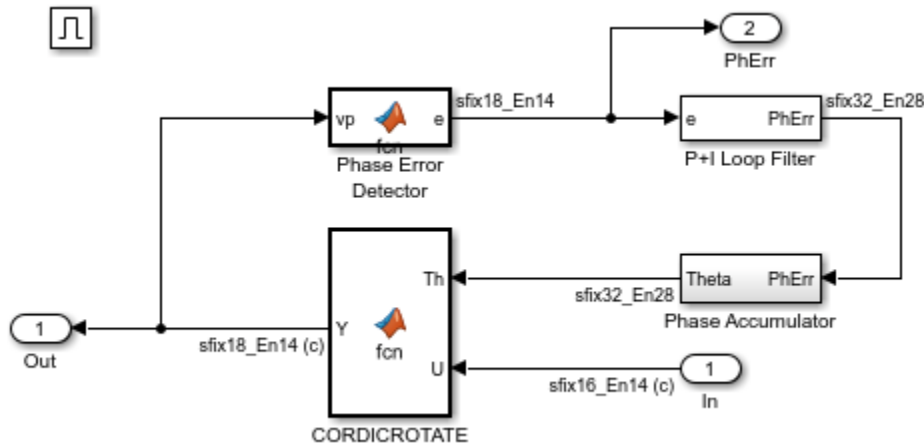 2
PhErr
sfix18_En14
sfix32_En28
vp
e
fcn
Phase Error
Detector
e
PhErr
P+I Loop Filter
Th
sfix32_En28
Theta
PhErr
Phase Accumulator
1
Out
sfix18_En14 (c)
Y
fcn
U
sfix16_En14 (c)
1
In
CORDICROTATE